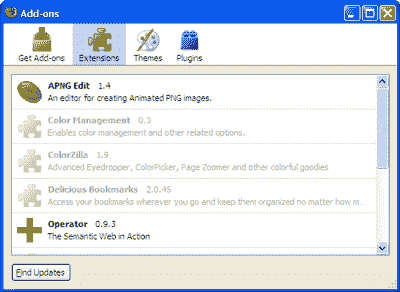 Add-ons
Get Add-ons Extensions Themes Plugins
APNG Edit 1.4
An editor for creating Animated PNG images.
Color Management 0.3
Enables color management and other related options.
ColorZilla 1.9
Advanced Eyedropper, ColorPicker, Page Zoomer and other colorful goodies
Delicious Bookmarks 2.0.45
Access your bookmarks wherever you go and keep them organized no matter how m...
Operator 0.9.3
The Semantic Web in Action
Find Updates